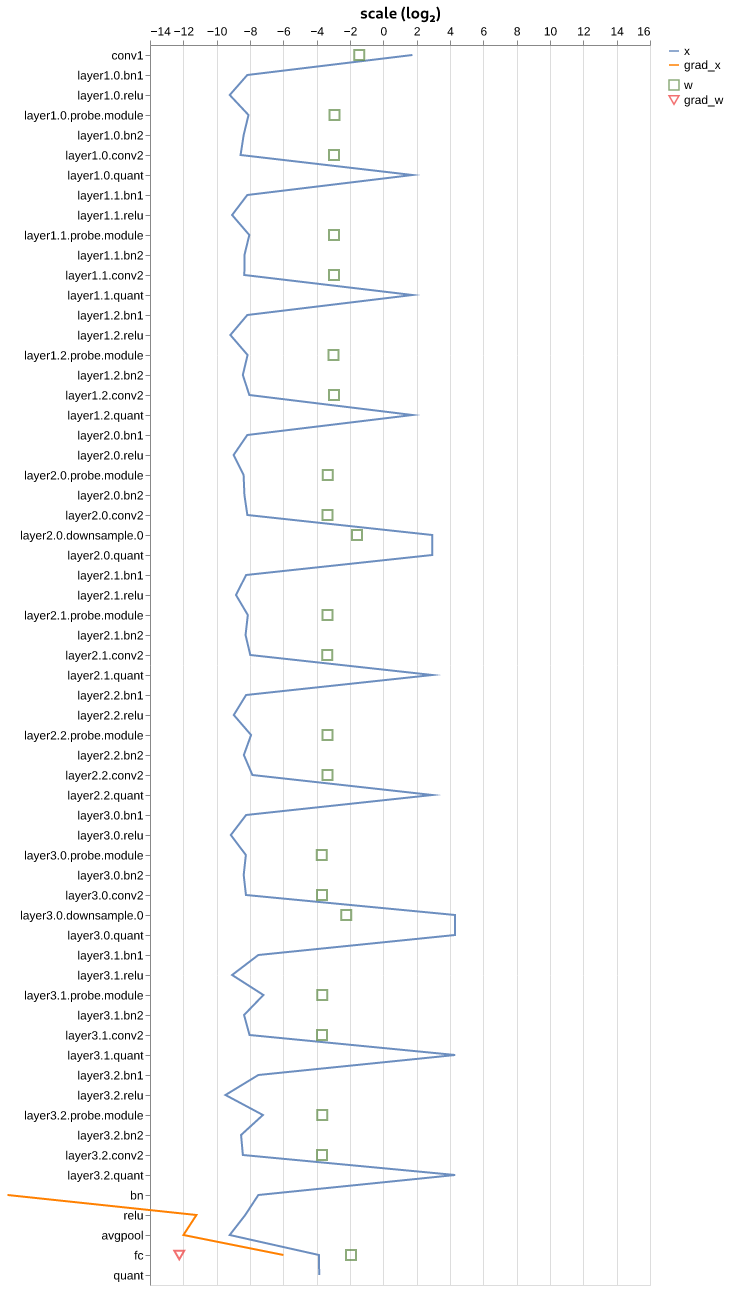 scale (log₂)
−14 −12 −10 −8 −6 −4 −2 0 2 4 6 8 10 12 14 16
x
grad_x
w
grad_w
conv1
layer1.0.bn1
layer1.0.relu
layer1.0.probe.module
layer1.0.bn2
layer1.0.conv2
layer1.0.quant
layer1.1.bn1
layer1.1.relu
layer1.1.probe.module
layer1.1.bn2
layer1.1.conv2
layer1.1.quant
layer1.2.bn1
layer1.2.relu
layer1.2.probe.module
layer1.2.bn2
layer1.2.conv2
layer1.2.quant
layer2.0.bn1
layer2.0.relu
layer2.0.probe.module
layer2.0.bn2
layer2.0.conv2
layer2.0.downsample.0
layer2.0.quant
layer2.1.bn1
layer2.1.relu
layer2.1.probe.module
layer2.1.bn2
layer2.1.conv2
layer2.1.quant
layer2.2.bn1
layer2.2.relu
layer2.2.probe.module
layer2.2.bn2
layer2.2.conv2
layer2.2.quant
layer3.0.bn1
layer3.0.relu
layer3.0.probe.module
layer3.0.bn2
layer3.0.conv2
layer3.0.downsample.0
layer3.0.quant
layer3.1.bn1
layer3.1.relu
layer3.1.probe.module
layer3.1.bn2
layer3.1.conv2
layer3.1.quant
layer3.2.bn1
layer3.2.relu
layer3.2.probe.module
layer3.2.bn2
layer3.2.conv2
layer3.2.quant
bn
relu
avgpool
fc
quant